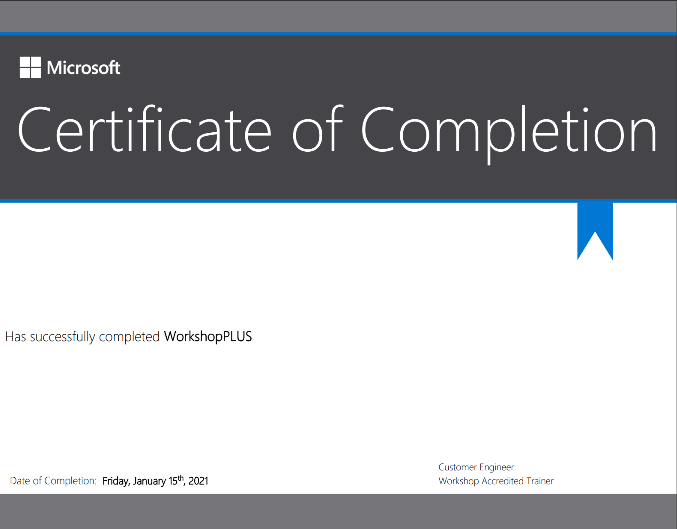 Microsoft
Certificate of Completion
Has successfully completed WorkshopPLUS
Customer Engineer
Date of Completion: Friday, January 15th, 2021
Workshop Accredited Trainer